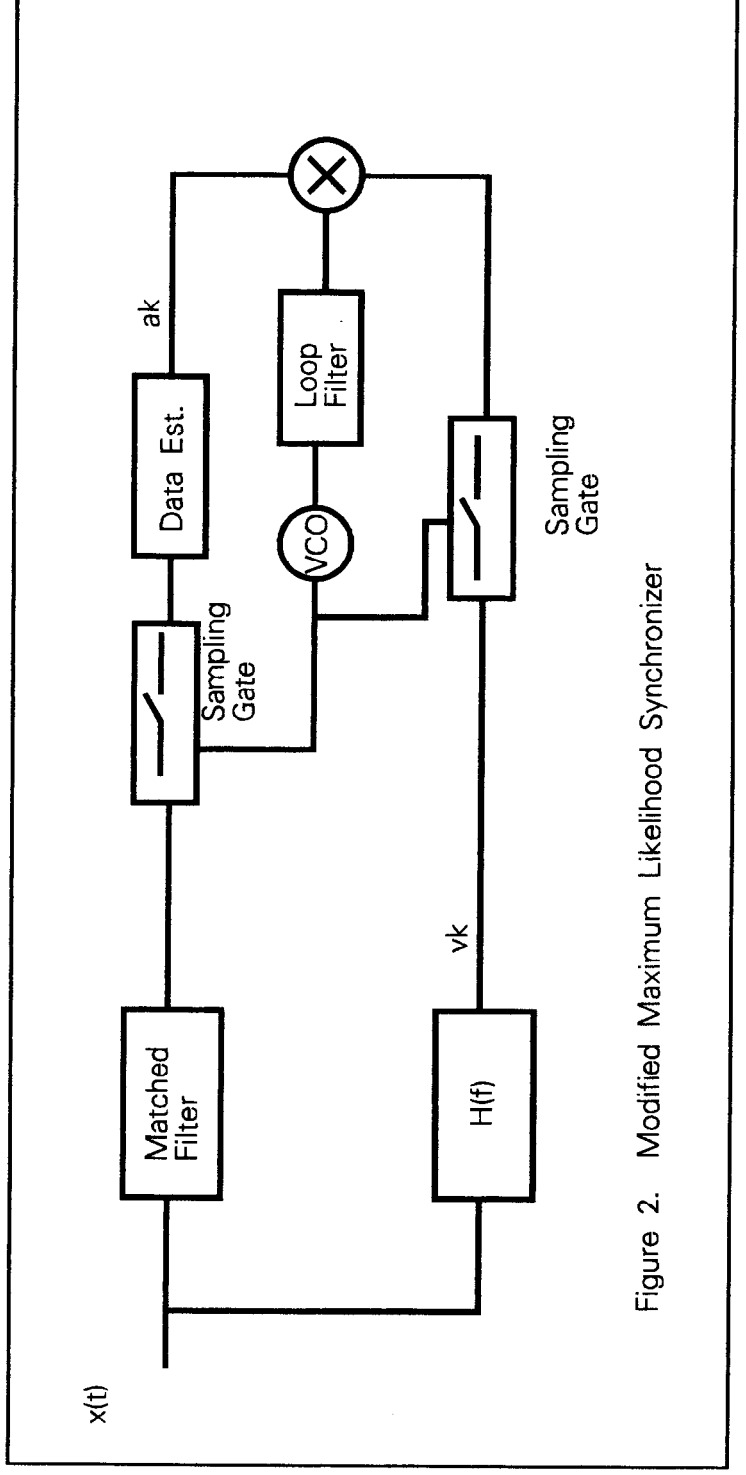 x(t)
Matched
Filter
Sampling
Gate
Data Est.
ak
VCO
Loop
Filter
H(f)
vk
Sampling
Gate
Figure 2. Modified Maximum Likelihood Synchronizer